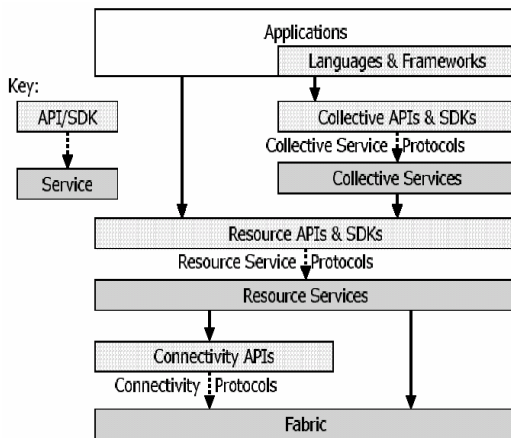 Applications
Languages & Frameworks
Key:
API/SDK
Collective APIs & SDKs
Collective Service Protocols
Service
Collective Services
Resource APIs & SDKs
Resource Service Protocols
Resource Services
Connectivity APIs
Connectivity Protocols
Fabric